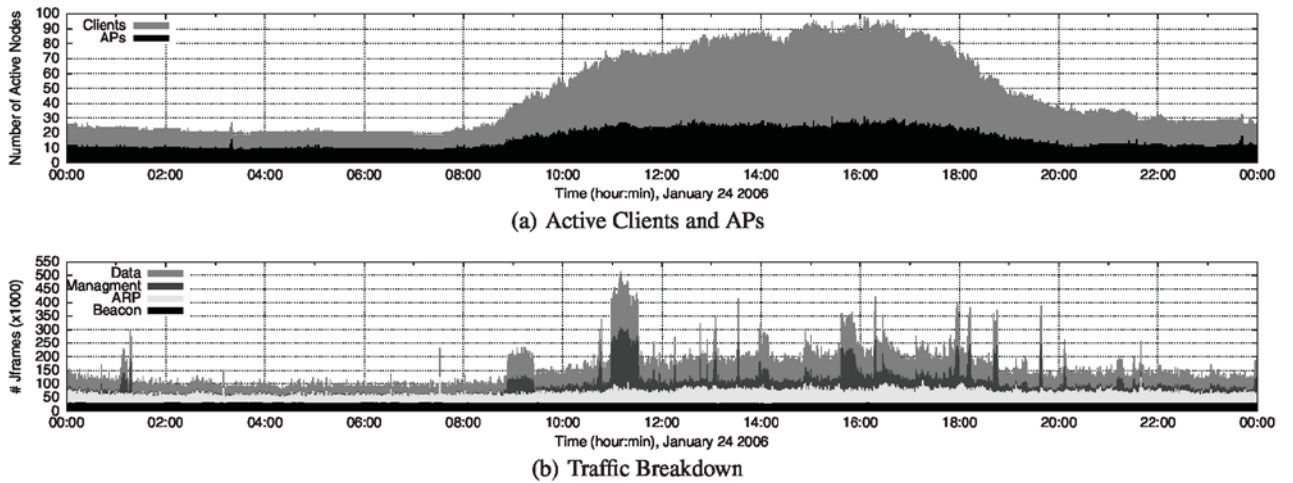 100
90
80
70
60
50
40
30
20
10
0
Number of Active Nodes
Clients
APs
00:00 02:00 04:00 06:00 08:00 10:00 12:00 14:00 16:00 18:00 20:00 22:00 00:00
Time (hour:min), January 24 2006
(a) Active Clients and APs
550
500
450
400
350
300
250
200
150
100
50
0
# Jframes (x1000)
Data
Managment
ARP
Beacon
00:00 02:00 04:00 06:00 08:00 10:00 12:00 14:00 16:00 18:00 20:00 22:00 00:00
Time (hour:min), January 24 2006
(b) Traffic Breakdown